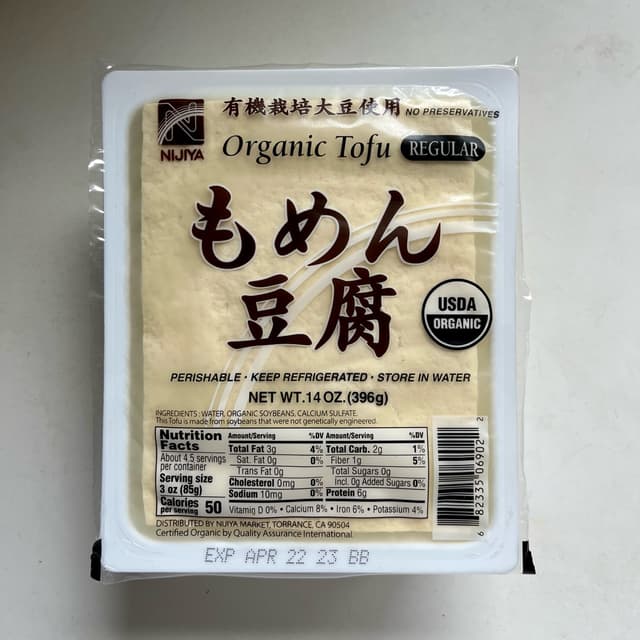 NIJIYA
有機栽培大豆使用 NO PRESERVATIVES
Organic Tofu REGULAR
もめん
豆腐
USDA
ORGANIC
PERISHABLE · KEEP REFRIGERATED · STORE IN WATER
NET WT.14 OZ.(396g)
INGREDIENTS: WATER, ORGANIC SOYBEANS, CALCIUM SULFATE.
This Tofu is made from soybeans that were not genetically engineered.
Nutrition
Facts
About 4.5 servings
per container
Serving size
3 oz (85g)
Calories
per serving 50
Amount/Serving %DV
Total Fat 3g 4%
Sat. Fat 0g 0%
Trans Fat 0g
Cholesterol 0mg 0%
Sodium 10mg 0%
Amount/Serving %DV
Total Carb. 2g 1%
Fiber 1g 5%
Total Sugars 0g
Incl. 0g Added Sugars 0%
Protein 6g
Vitamin D 0% • Calcium 8% • Iron 6% • Potassium 4%
DISTRIBUTED BY NIJIYA MARKET, TORRANCE, CA 90504
Certified Organic by Quality Assurance International.
6 82335 06902 2
EXP APR 22 23 BB